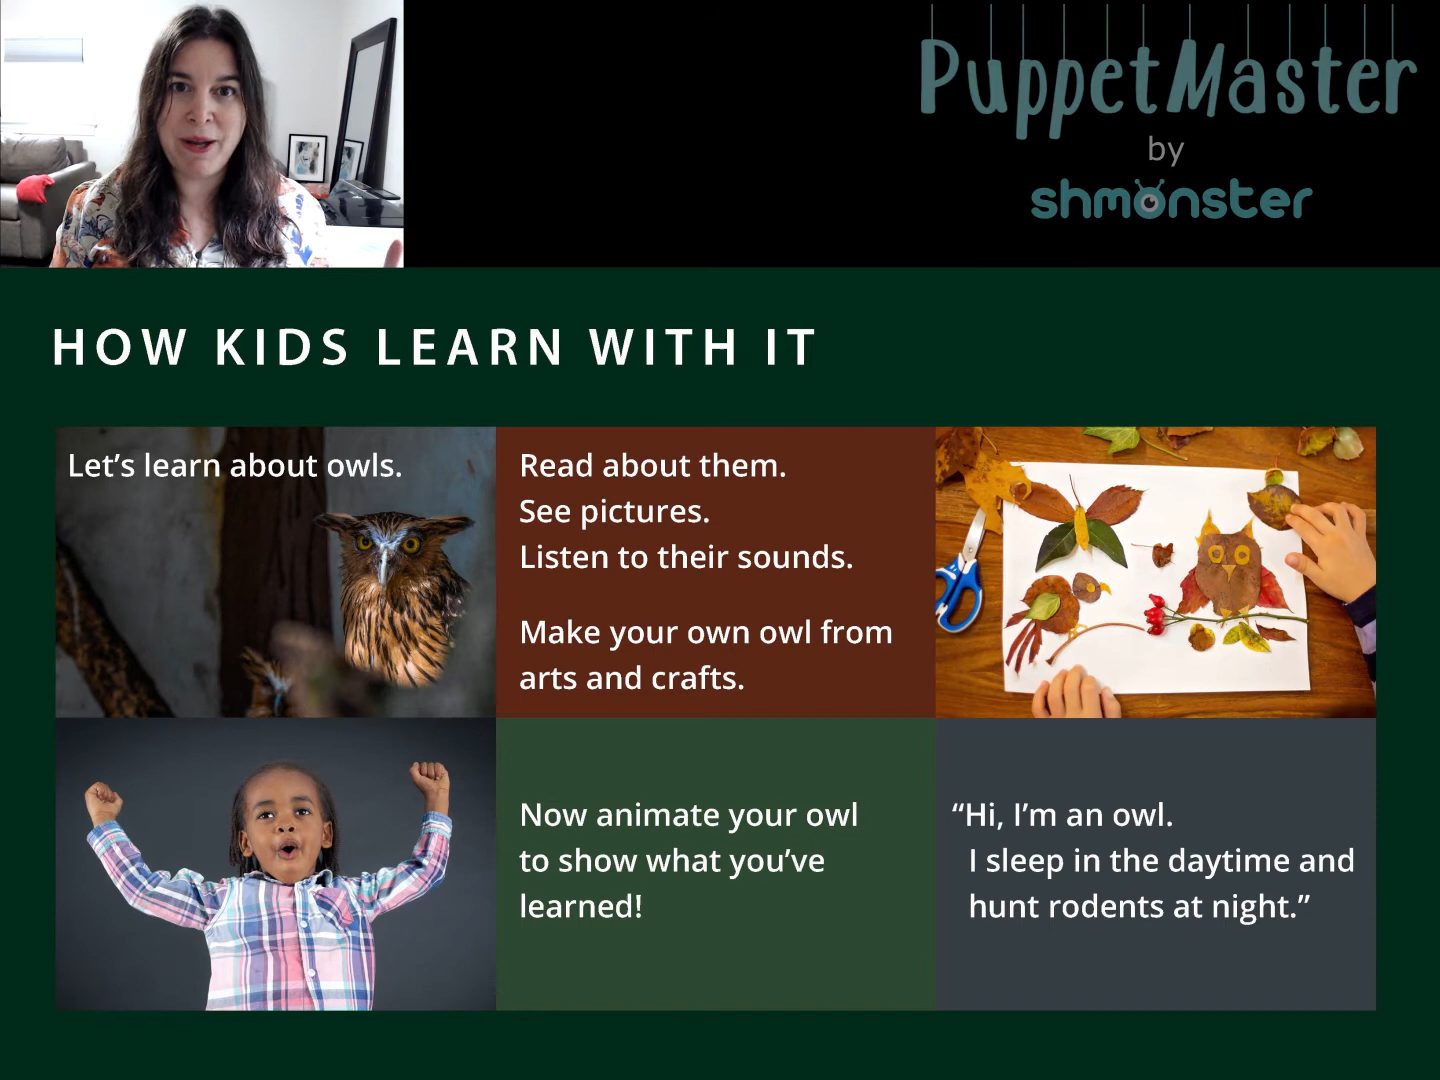 PuppetMaster
by
shmonster
HOW KIDS LEARN WITH IT
Let’s learn about owls.
Read about them.
See pictures.
Listen to their sounds.
Make your own owl from
arts and crafts.
Now animate your owl
to show what you’ve
learned!
“Hi, I’m an owl.
I sleep in the daytime and
hunt rodents at night.”